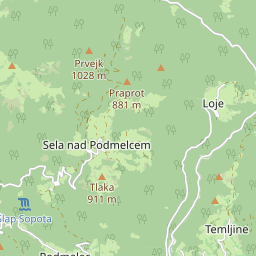 Prvejk
1028 m
Praprot
881 m
Loje
Sela nad Podmelcem
Tlaka
911 m
Slap Sopota
Temljine